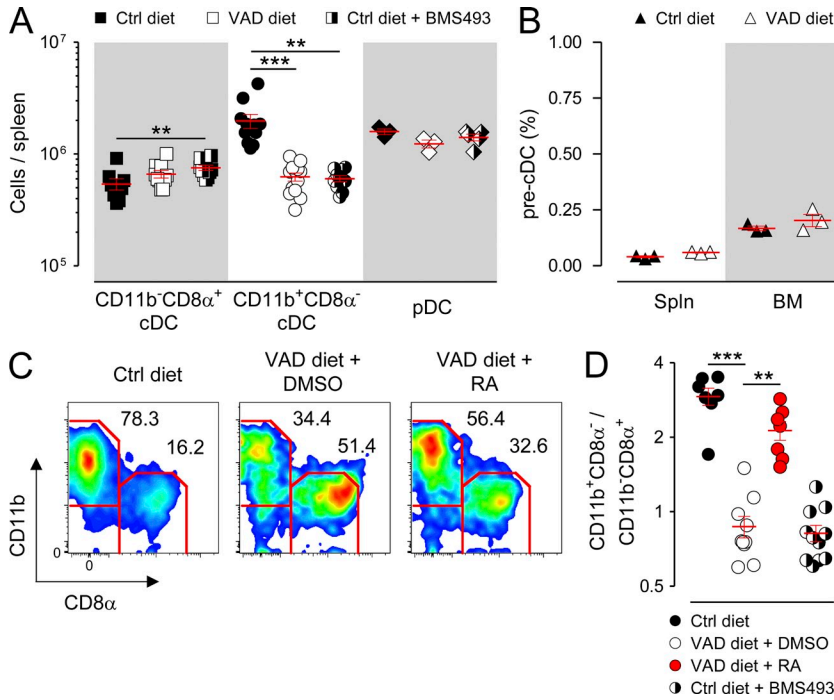 A
■ Ctrl diet □ VAD spleen ◨ Ctrl diet + BMS493
Cells / spleen
10⁷
10⁶
10⁵
**
***
**
CD11b⁻CD8α⁺
cDC
CD11b⁺CD8α⁻
cDC
pDC
B
▲ Ctrl diet △ VAD diet
pre-cDC (%)
1.00
0.75
0.50
0.25
0.00
Spln
BM
C
Ctrl diet
VAD diet +
DMSO
VAD diet +
RA
78.3
16.2
34.4
51.4
56.4
32.6
0
0
CD11b
CD8α
D
CD11b⁺CD8α⁻ /
CD11b⁻CD8α⁺
4
2
1
0.5
***
**
Ctrl diet
VAD diet + DMSO
VAD diet + RA
Ctrl diet + BMS493